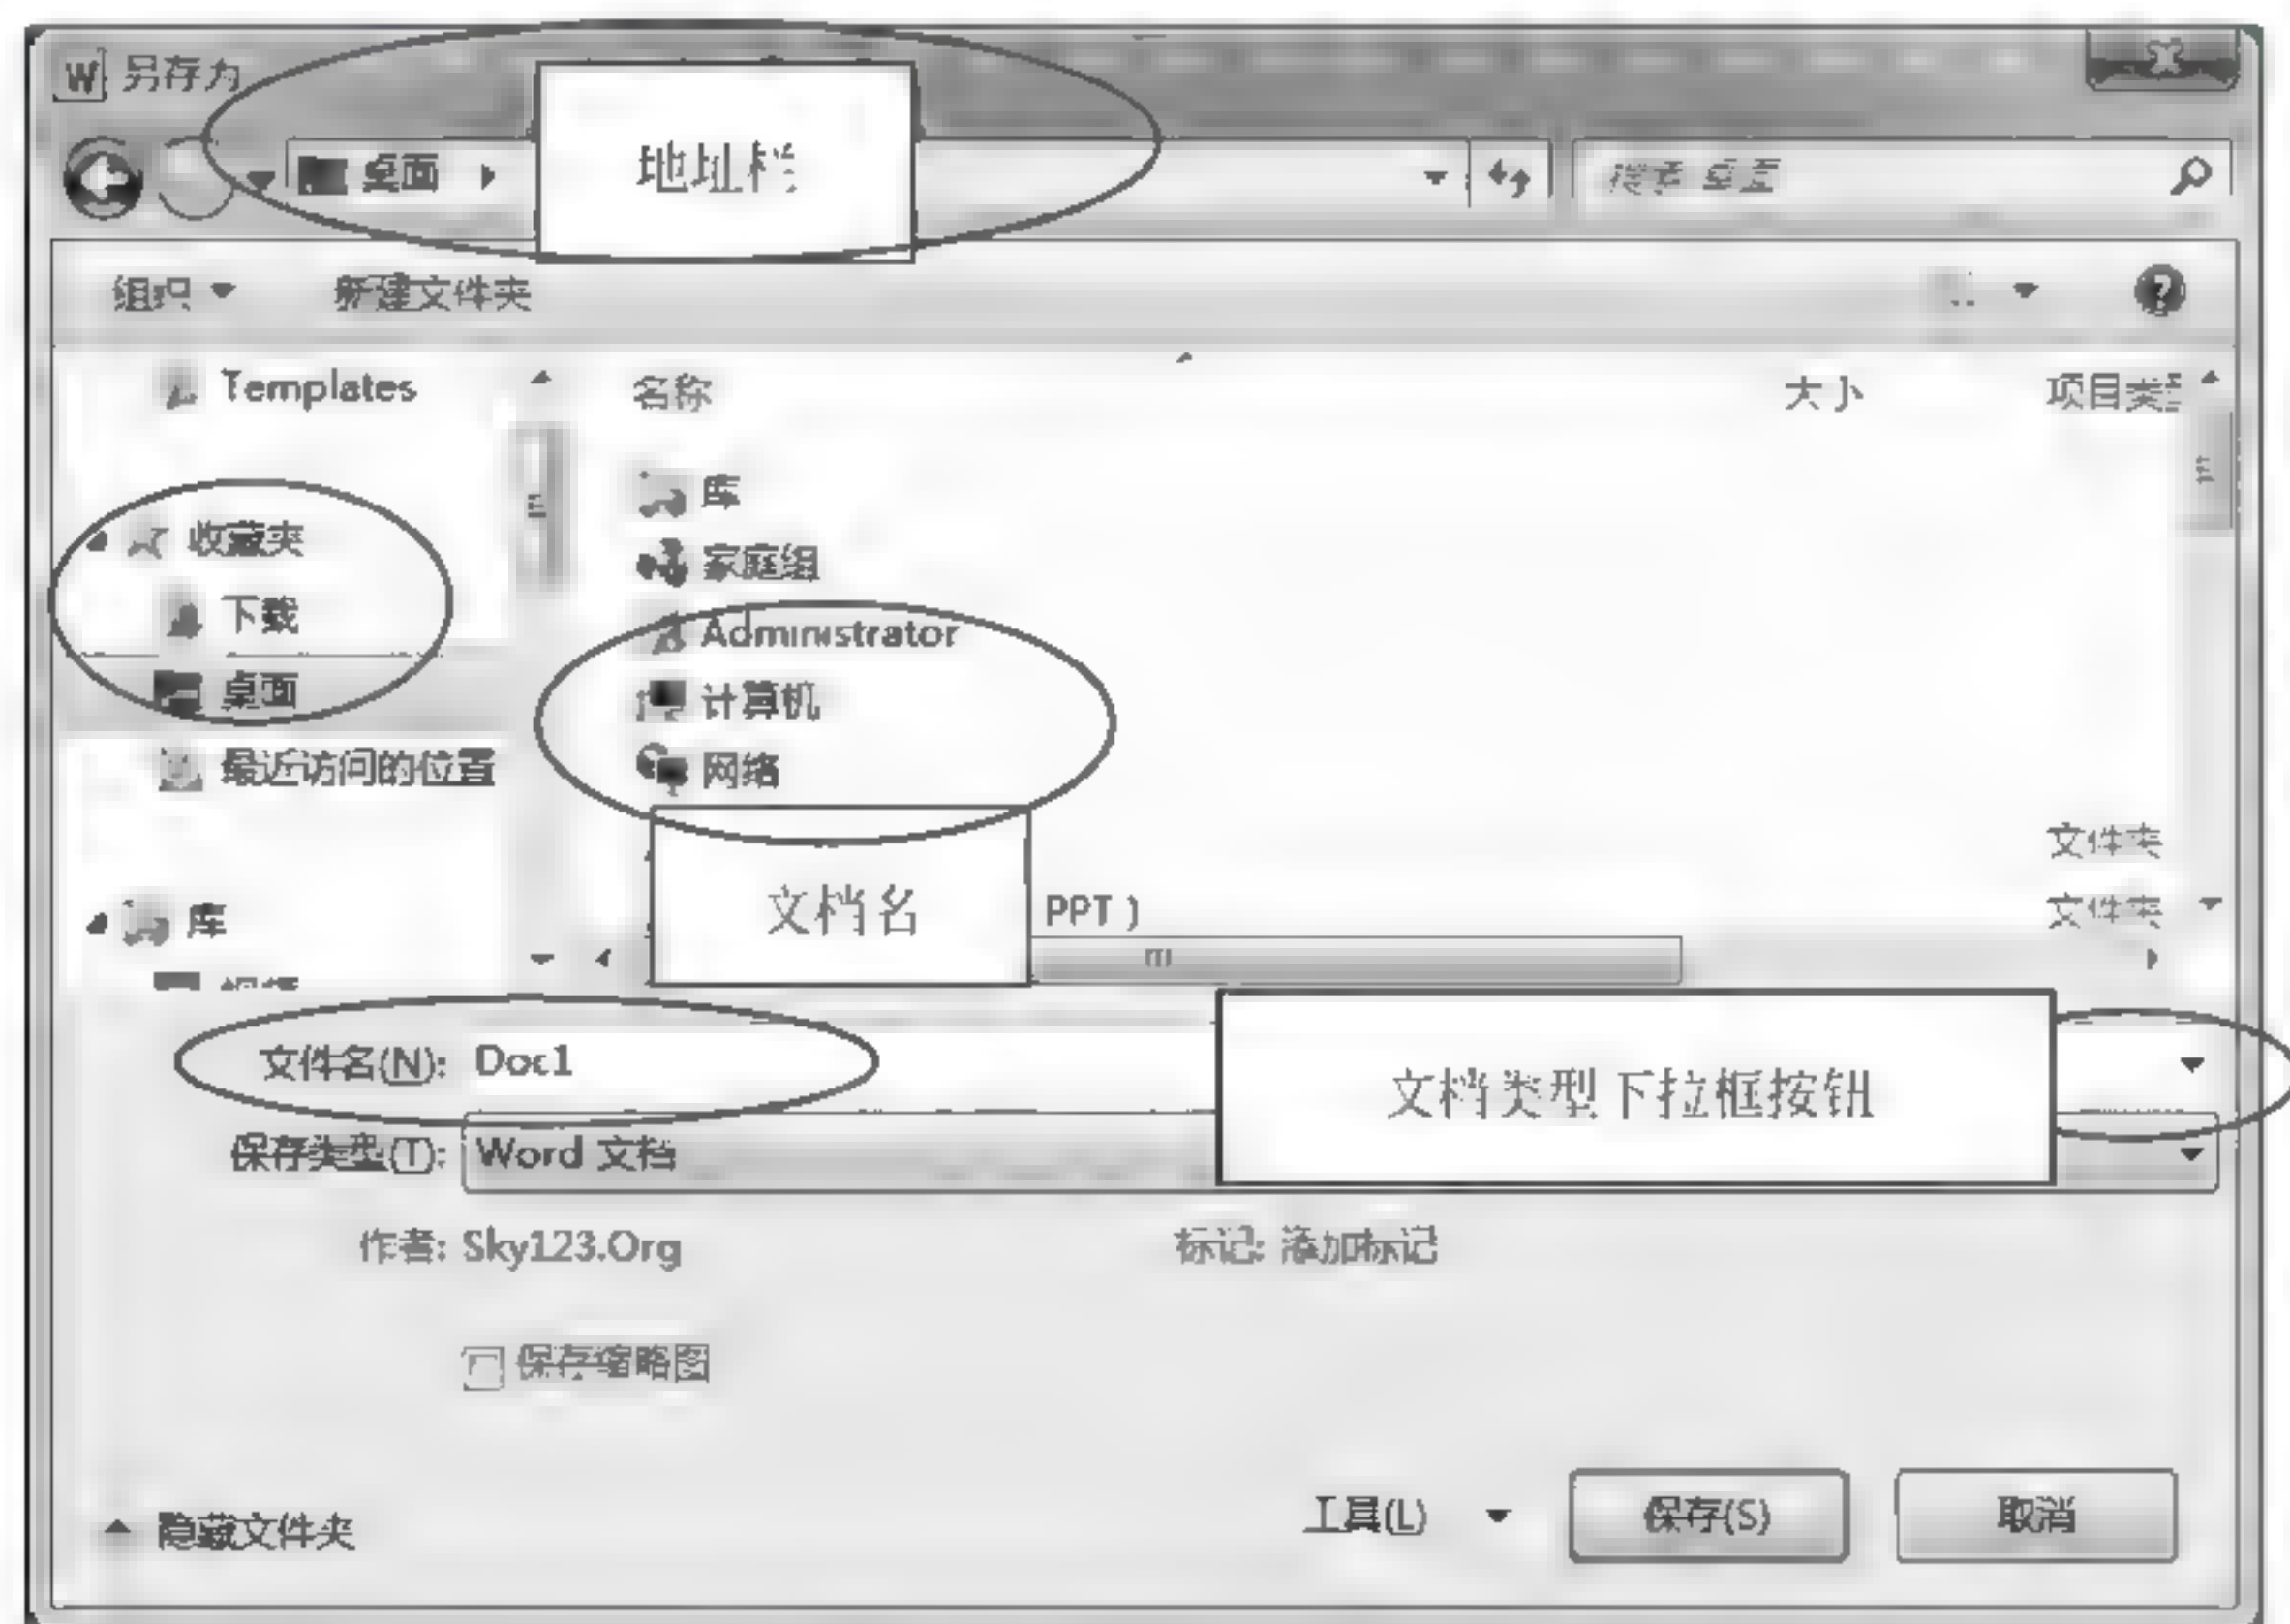 另存为
桌面
地址栏
搜索 桌面
组织 新建文件夹
Templates
名称 大小 项目类型
收藏夹
下载
桌面
最近访问的位置
库
库
家庭组
Administrator
计算机
网络
文件夹
文档名 PPT ) 文件夹
文件名(N): Doc1
文档类型下拉框按钮
保存类型(T): Word 文档
作者: Sky123.Org 标记: 添加标记
保存缩略图
隐藏文件夹 工具(L) 保存(S) 取消